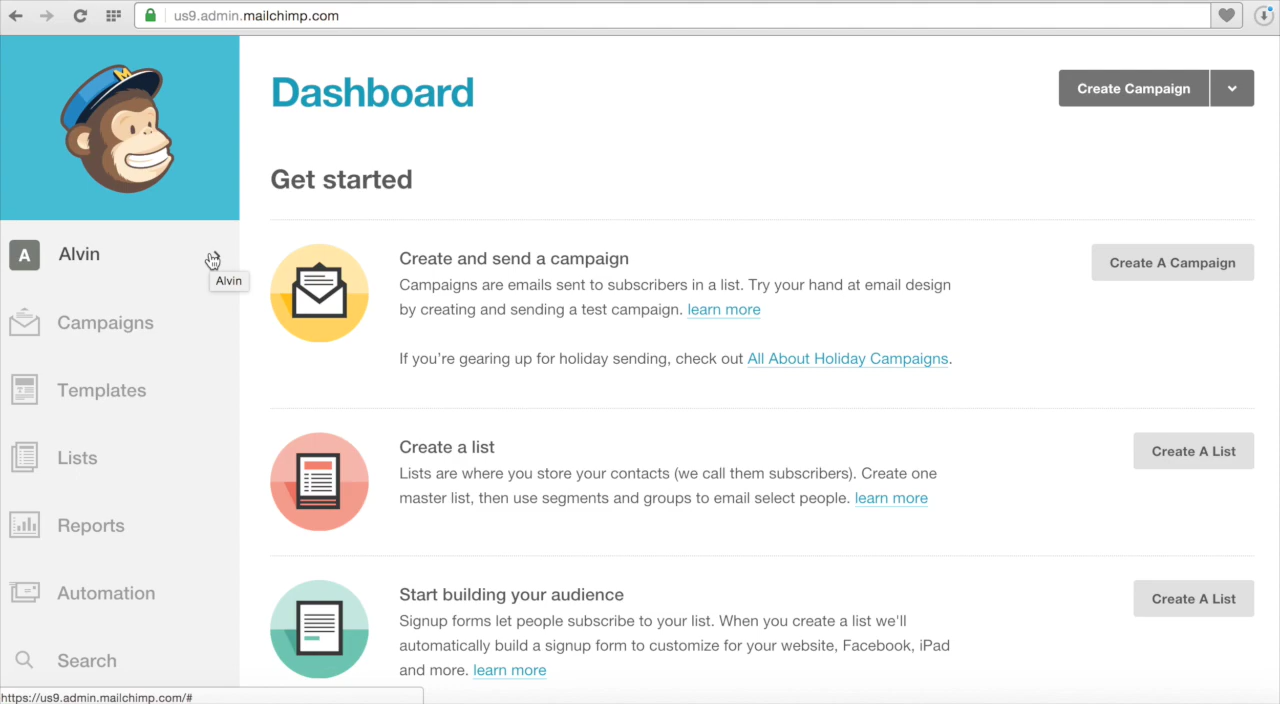 us9.admin.mailchimp.com
M
Dashboard
Create Campaign
Get started
A
Alvin
Alvin
Create and send a campaign
Create A Campaign
Campaigns are emails sent to subscribers in a list. Try your hand at email design
by creating and sending a test campaign. learn more
If you’re gearing up for holiday sending, check out All About Holiday Campaigns.
Campaigns
Templates
Lists
Reports
Automation
Search
Create a list
Create A List
Lists are where you store your contacts (we call them subscribers). Create one
master list, then use segments and groups to email select people. learn more
Start building your audience
Create A List
Signup forms let people subscribe to your list. When you create a list we'll
automatically build a signup form to customize for your website, Facebook, iPad
and more. learn more
https://us9.admin.mailchimp.com/#